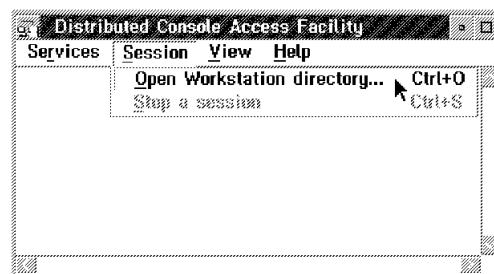 Distributed Console Access Facility
Services Session View Help
Open Workstation directory... Ctrl+O
Stop a session Ctrl+S